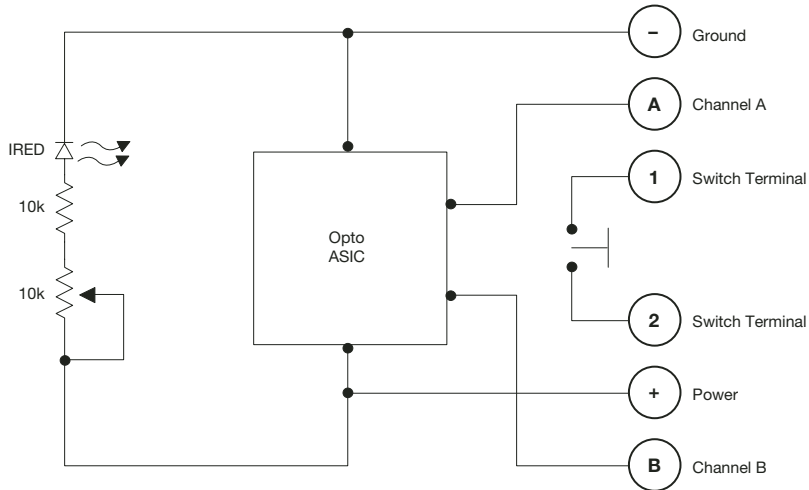 − Ground
A Channel A
IRED
1 Switch Terminal
10k
Opto
ASIC
10k
2 Switch Terminal
+ Power
B Channel B